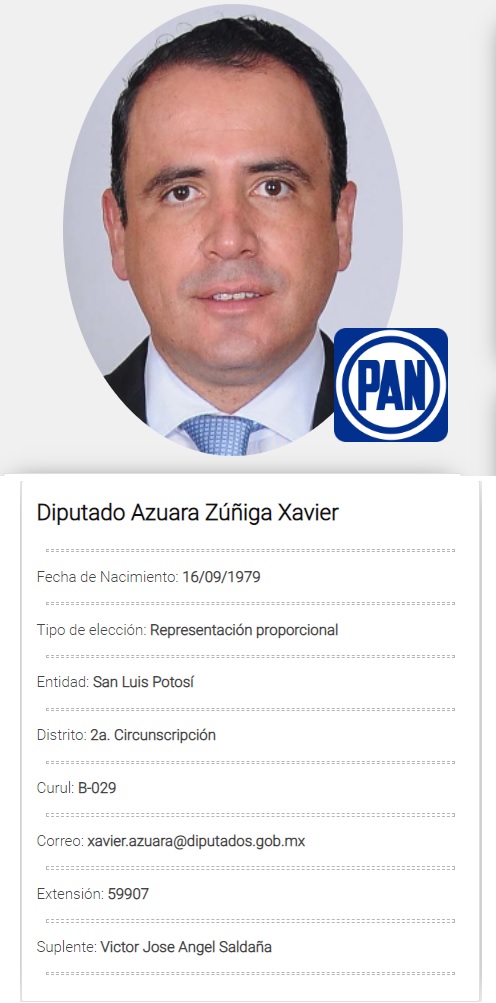 PAN
Diputado Azuara Zúñiga Xavier
Fecha de Nacimiento: 16/09/1979
Tipo de elección: Representación proporcional
Entidad: San Luis Potosí
Distrito: 2a. Circunscripción
Curul: B-029
Correo: xavier.azuara@diputados.gob.mx
Extensión: 59907
Suplente: Victor Jose Angel Saldaña